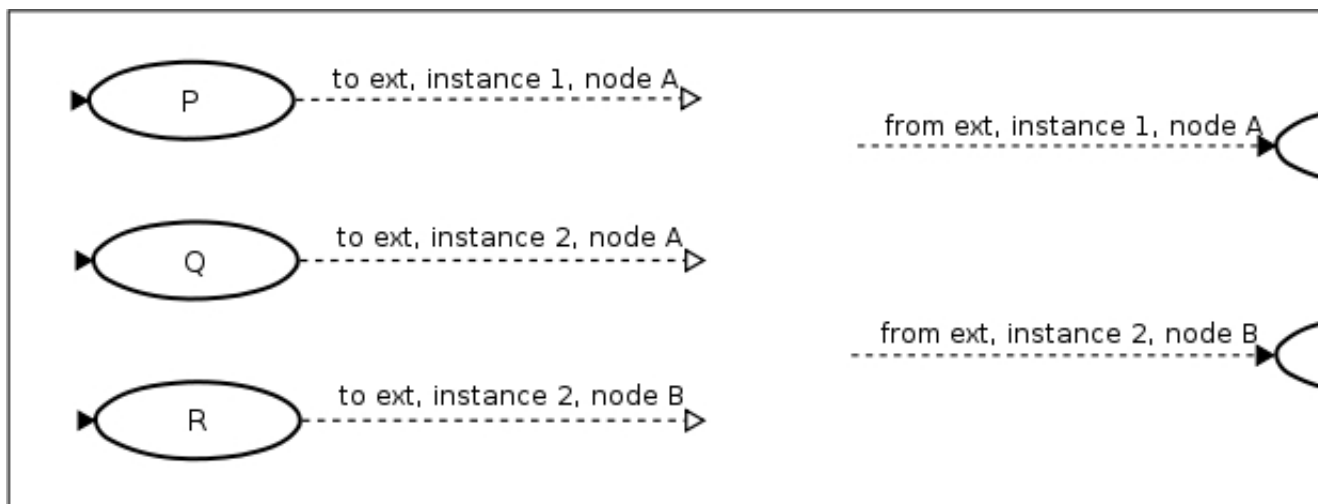 P
to ext, instance 1, node A
from ext, instance 1, node A
Q
to ext, instance 2, node A
from ext, instance 2, node B
R
to ext, instance 2, node B